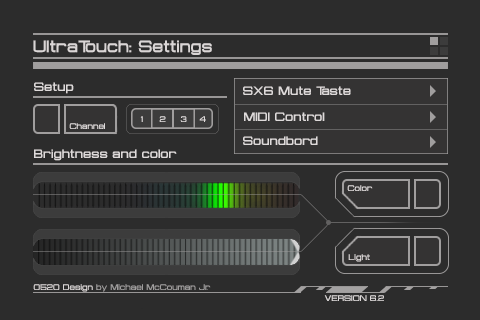 UltraTouch: Settings
Setup
Channel
1 2 3 4
SX6 Mute Taste
MIDI Control
Soundbord
Brightness and color
Color
Light
0620 Design by Michael McCouman Jr
VERSION 6.2